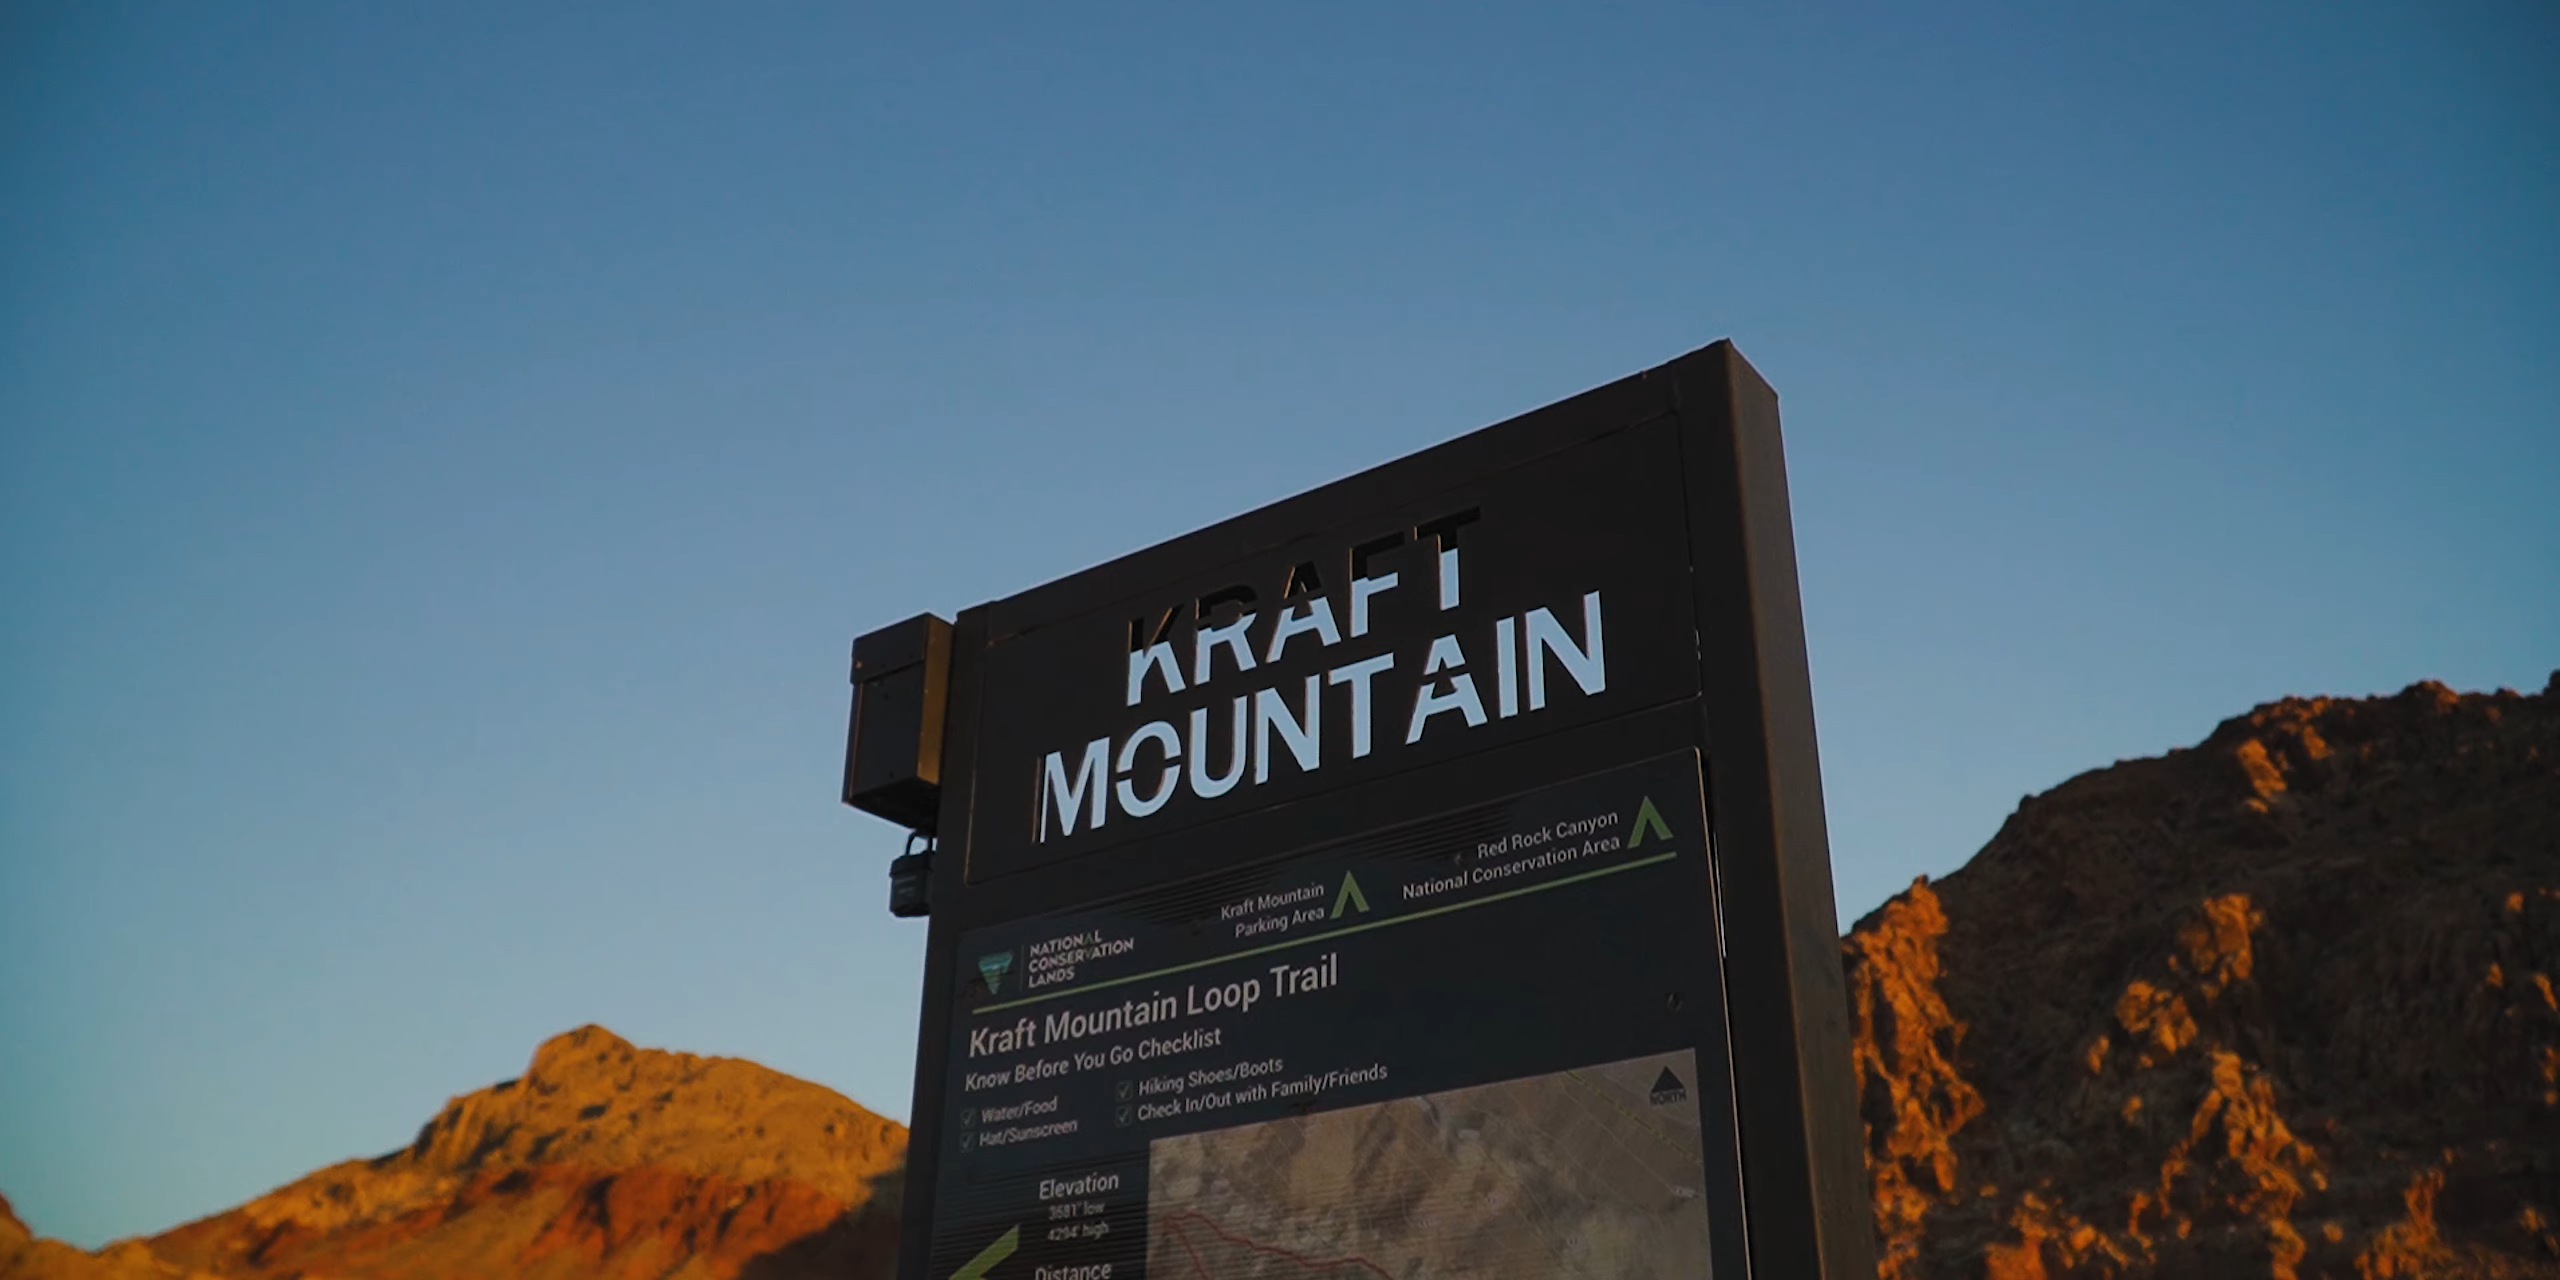 KRAFT
MOUNTAIN
Kraft Mountain
Parking Area
Red Rock Canyon
National Conservation Area
NATIONAL
CONSERVATION
LANDS
Kraft Mountain Loop Trail
Know Before You Go Checklist
Water/Food
Hat/Sunscreen
Hiking Shoes/Boots
Check In/Out with Family/Friends
NORTH
Elevation
3681' low
4294' high
Distance